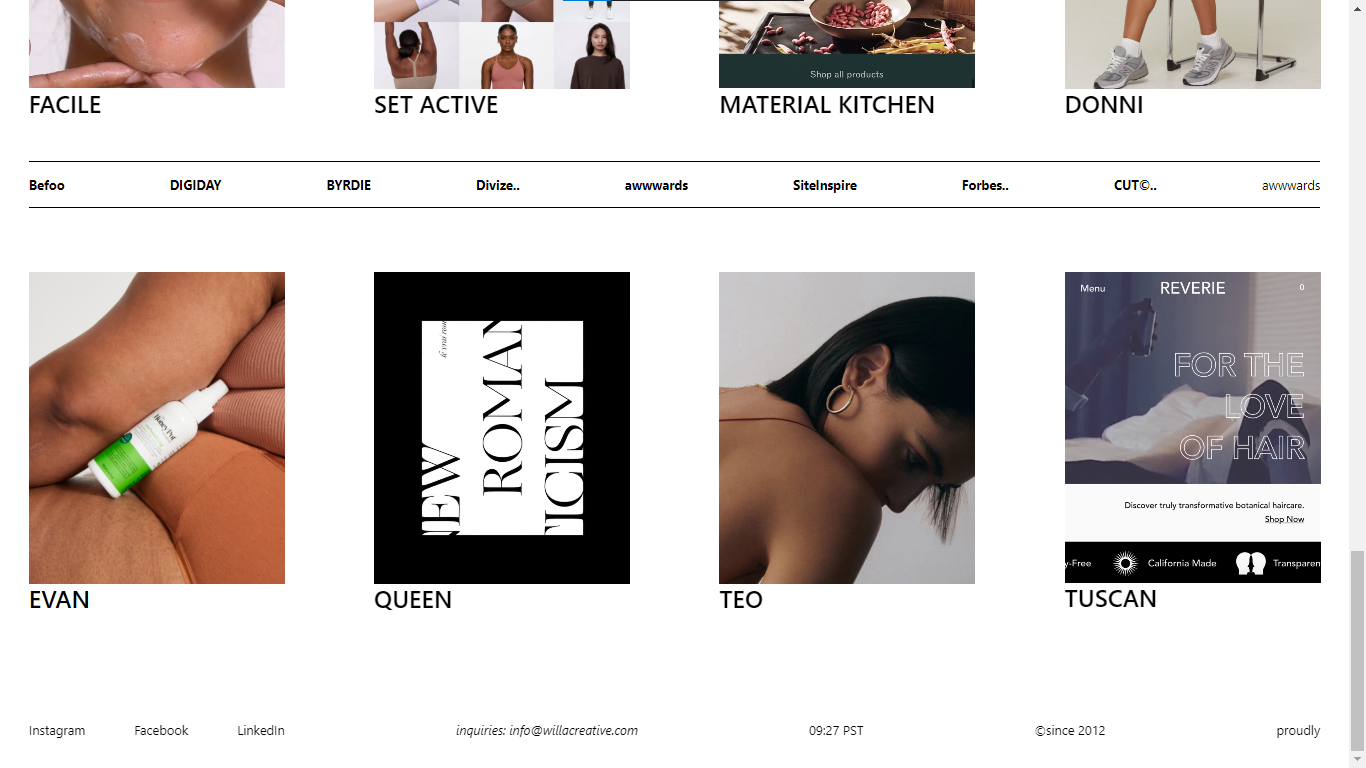 Shop all products
FACILE
SET ACTIVE
MATERIAL KITCHEN
DONNI
Befoo
DIGIDAY
BYRDIE
Divize..
awwwards
SiteInspire
Forbes..
CUT©..
awwwards
Honey Pot
EW
ROMAN
TICISM
Menu
REVERIE
0
FOR THE
LOVE
OF HAIR
Discover truly transformative botanical haircare.
Shop Now
y-Free
California Made
Transparen
EVAN
QUEEN
TEO
TUSCAN
Instagram
Facebook
LinkedIn
inquiries: info@willacreative.com
09:27 PST
©since 2012
proudly